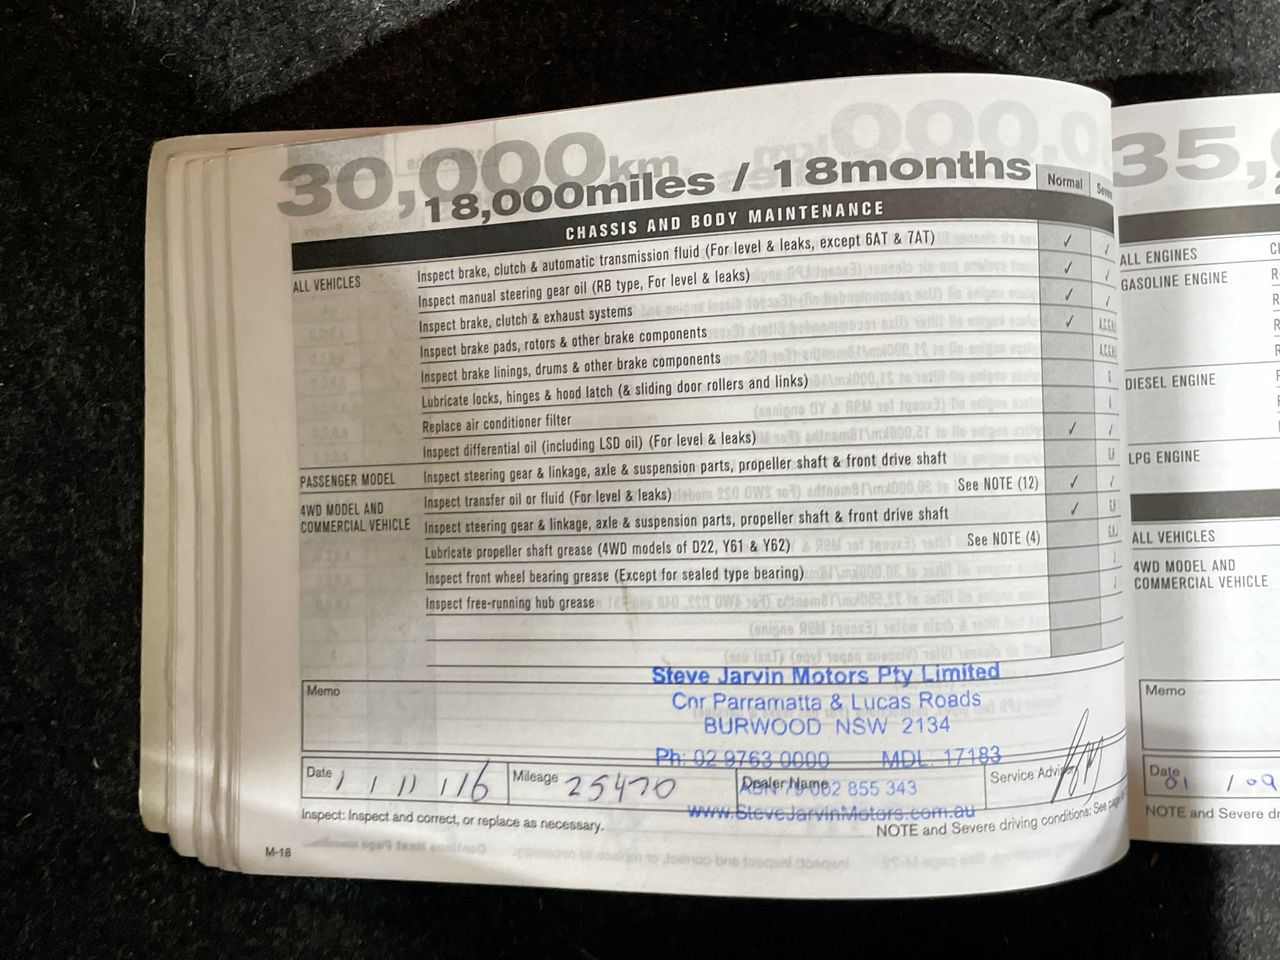 30,000km
18,000miles / 18months
Normal
CHASSIS AND BODY MAINTENANCE
ALL VEHICLES
Inspect brake, clutch & automatic transmission fluid (For level & leaks, except 6AT & 7AT) ✓ ✓
Inspect manual steering gear oil (RB type, For level & leaks) ✓ ✓
Inspect brake, clutch & exhaust systems ✓ ✓
Inspect brake pads, rotors & other brake components ✓
Inspect brake linings, drums & other brake components
Lubricate locks, hinges & hood latch (& sliding door rollers and links)
Replace air conditioner filter
Inspect differential oil (including LSD oil) (For level & leaks) ✓
PASSENGER MODEL
Inspect steering gear & linkage, axle & suspension parts, propeller shaft & front drive shaft
4WD MODEL AND
COMMERCIAL VEHICLE
Inspect transfer oil or fluid (For level & leaks) See NOTE (12) ✓
Inspect steering gear & linkage, axle & suspension parts, propeller shaft & front drive shaft ✓
Lubricate propeller shaft grease (4WD models of D22, Y61 & Y62) See NOTE (4)
Inspect front wheel bearing grease (Except for sealed type bearing)
Inspect free-running hub grease
Memo
Steve Jarvin Motors Pty Limited
Cnr Parramatta & Lucas Roads
BURWOOD NSW 2134
Ph: 02 9763 0000 MDL: 17183
855 343
www.SteveJarvinMotors.com.au
Date 1 / 11 / 16
Mileage 25470
Dealer Name
Service Advisor
Inspect: Inspect and correct, or replace as necessary.
NOTE and Severe driving conditions: See
M-18
35,
ALL ENGINES
GASOLINE ENGINE
R
R
R
R
DIESEL ENGINE
LPG ENGINE
ALL VEHICLES
4WD MODEL AND
COMMERCIAL VEHICLE
Memo
Date
01 / 09
NOTE and Severe